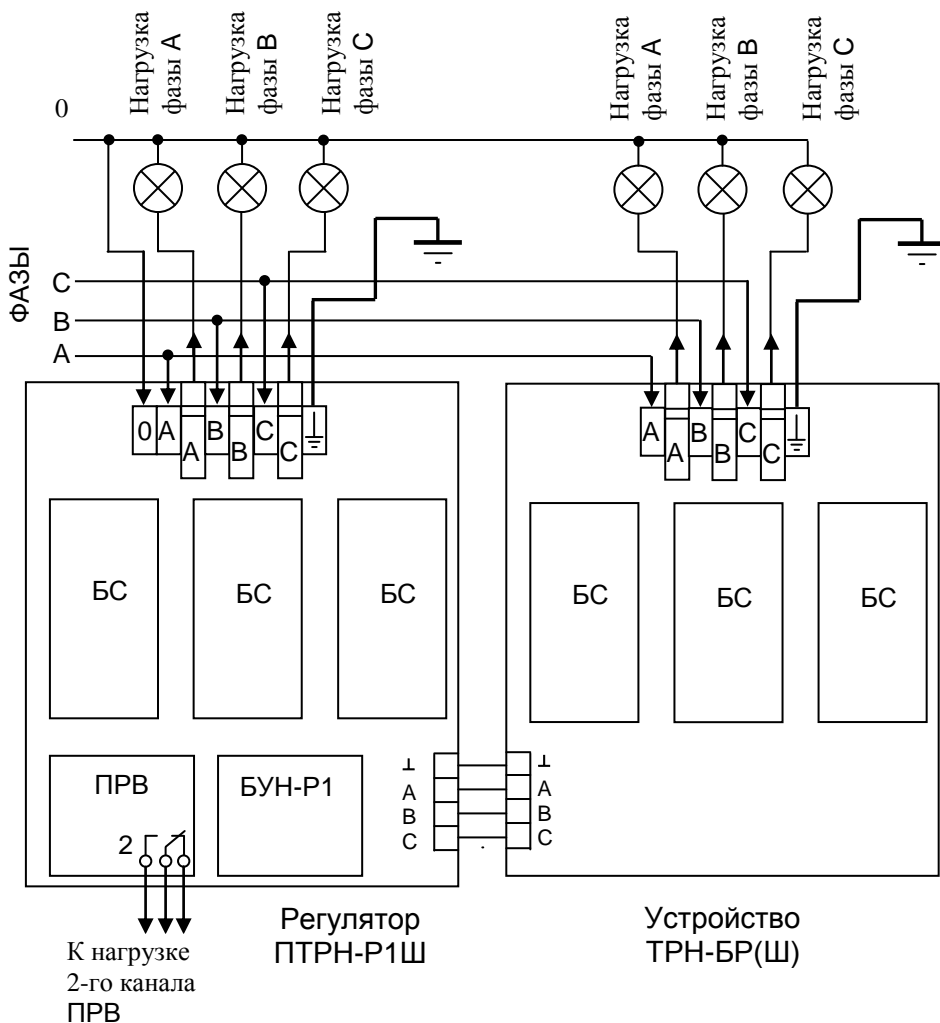 Нагрузка
фазы А
Нагрузка
фазы В
Нагрузка
фазы С
Нагрузка
фазы А
Нагрузка
фазы В
Нагрузка
фазы С
0
ФАЗЫ
С
В
А
0 А А В В С С
А А В В С С
БС БС БС
БС БС БС
ПРВ
2
БУН-Р1
⊥ ⊥
А А
В В
С С
Регулятор
ПТРН-Р1Ш
Устройство
ТРН-БР(Ш)
К нагрузке
2-го канала
ПРВ